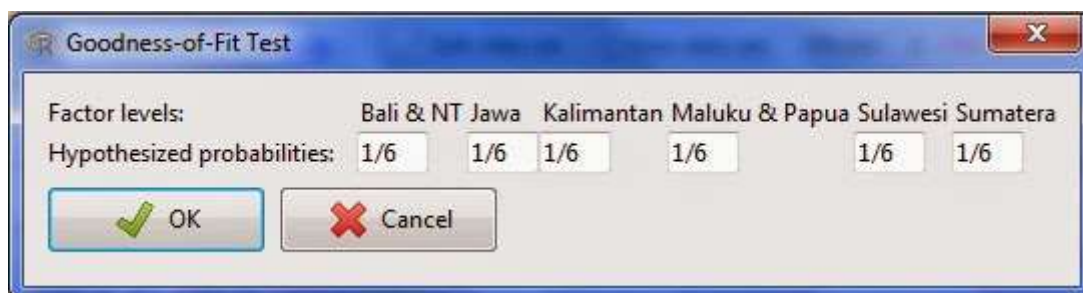 Goodness-of-Fit Test
Factor levels: Bali & NT Jawa Kalimantan Maluku & Papua Sulawesi Sumatera
Hypothesized probabilities: 1/6 1/6 1/6 1/6 1/6 1/6
OK Cancel